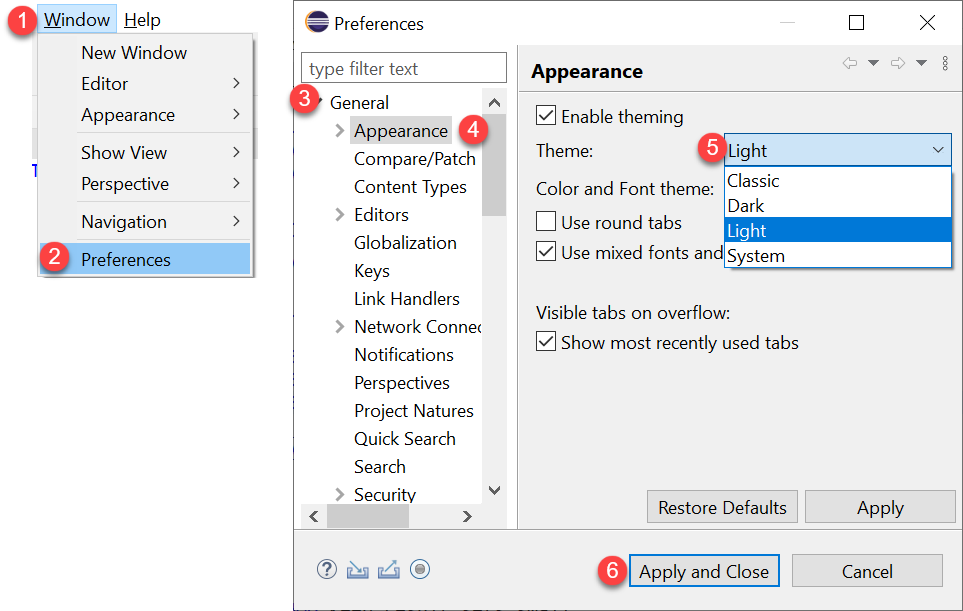 1 Window Help
New Window
Editor
Appearance
Show View
Perspective
Navigation
2 Preferences
Preferences
type filter text
3 General
Appearance 4
Compare/Patch
Content Types
Editors
Globalization
Keys
Link Handlers
Network Connec
Notifications
Perspectives
Project Natures
Quick Search
Search
Security
Appearance
Enable theming
Theme: 5 Light
Classic
Dark
Light
System
Color and Font theme:
Use round tabs
Use mixed fonts and
Visible tabs on overflow:
Show most recently used tabs
Restore Defaults Apply
6 Apply and Close Cancel